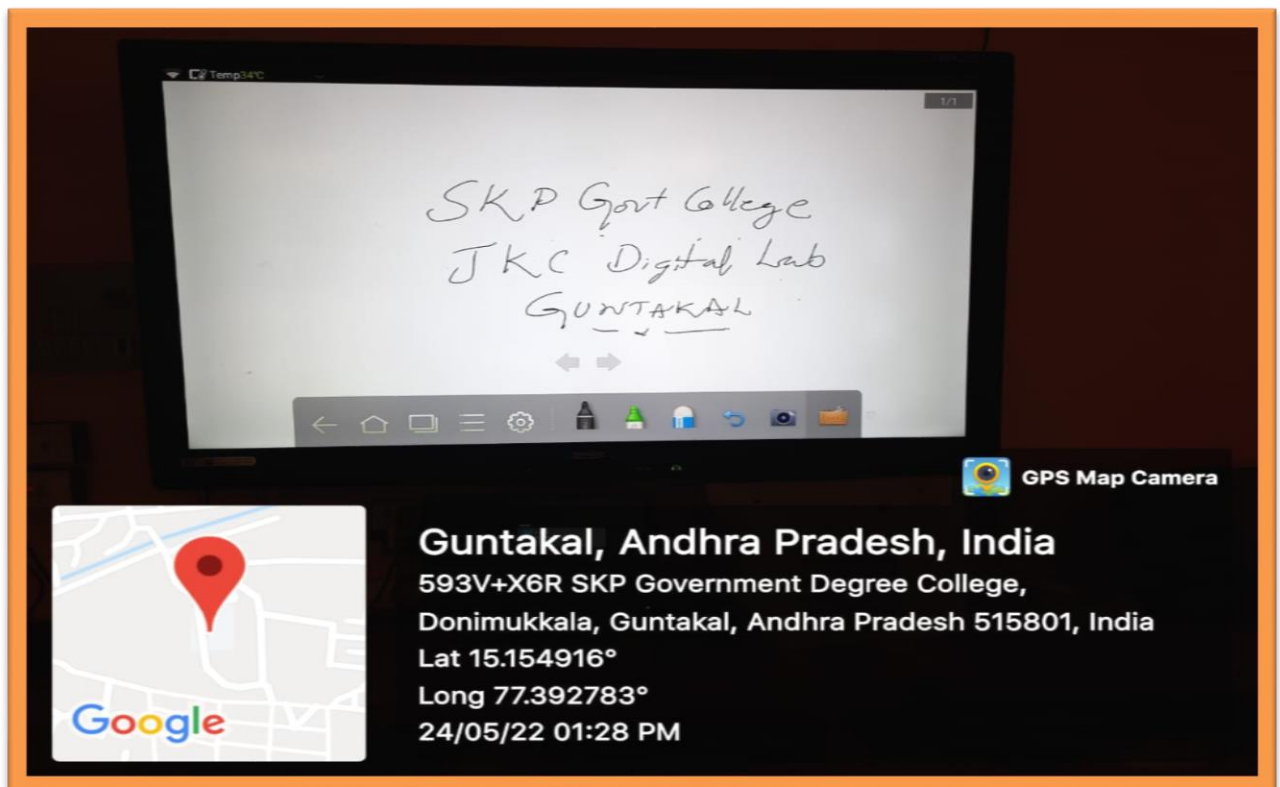 Temp34°C
1/1
SKP Govt College
JKC Digital Lab
GUNTAKAL
GPS Map Camera
Guntakal, Andhra Pradesh, India
593V+X6R SKP Government Degree College,
Donimukkala, Guntakal, Andhra Pradesh 515801, India
Lat 15.154916°
Long 77.392783°
24/05/22 01:28 PM
Google